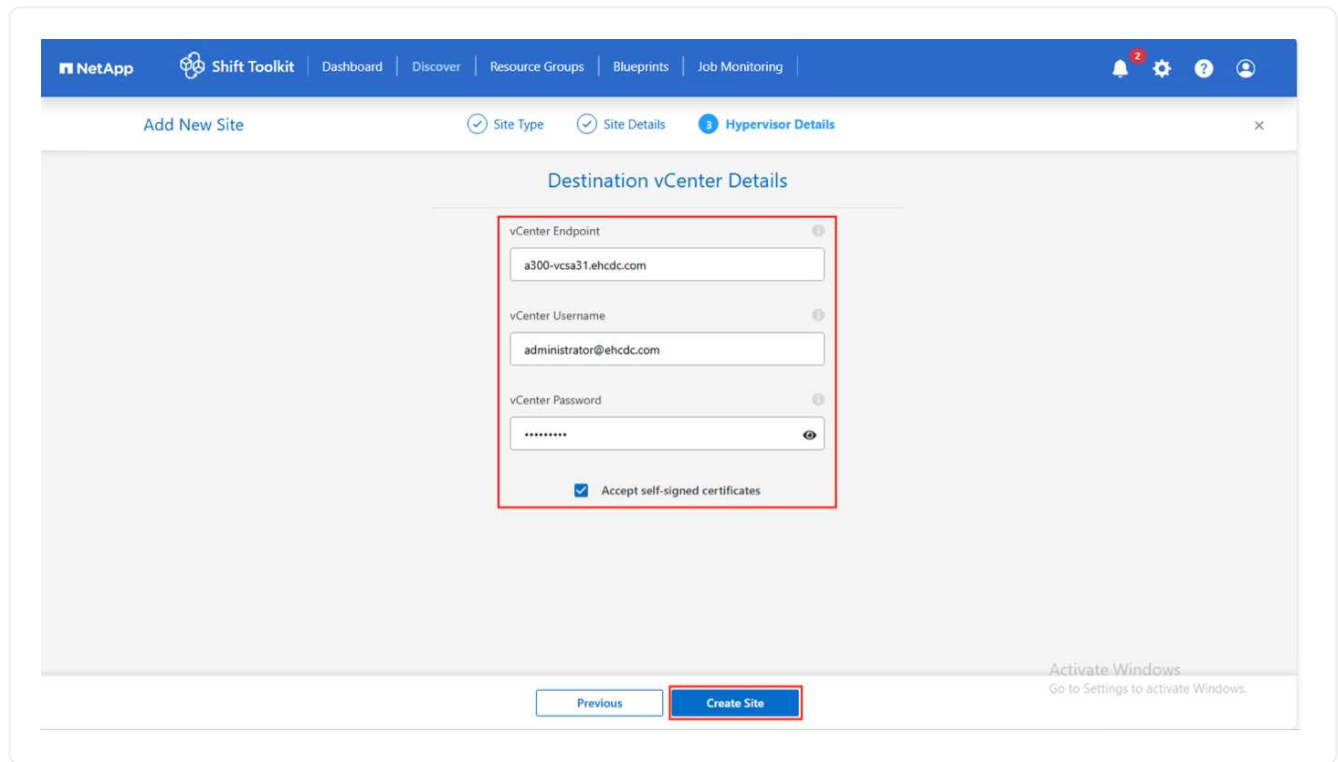 NetApp Shift Toolkit Dashboard Discover Resource Groups Blueprints Job Monitoring 2 ?
Add New Site Site Type Site Details 3 Hypervisor Details
Destination vCenter Details
vCenter Endpoint
a300-vcsa31.ehcdc.com
vCenter Username
administrator@ehcdc.com
vCenter Password
•••••••••
Accept self-signed certificates
Activate Windows
Go to Settings to activate Windows.
Previous Create Site